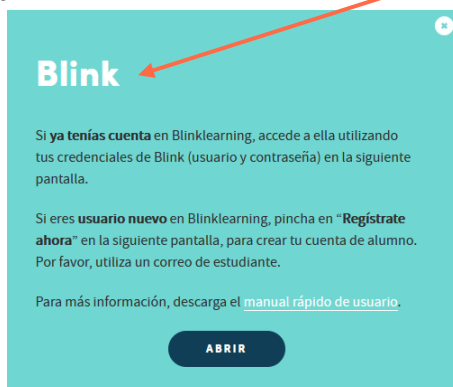 Blink
Si ya tenías cuenta en Blinklearning, accede a ella utilizando
tus credenciales de Blink (usuario y contraseña) en la siguiente
pantalla.
Si eres usuario nuevo en Blinklearning, pincha en “Regístrate
ahora” en la siguiente pantalla, para crear tu cuenta de alumno.
Por favor, utiliza un correo de estudiante.
Para más información, descarga el manual rápido de usuario.
ABRIR